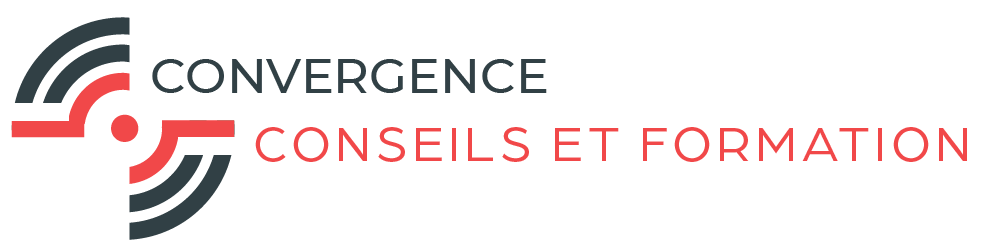 CONVERGENCE
CONSEILS ET FORMATION